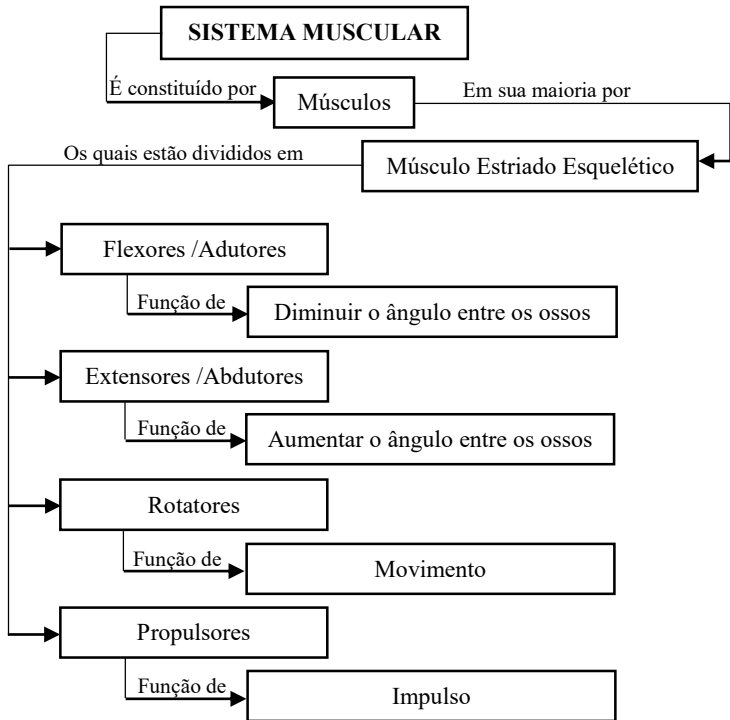 SISTEMA MUSCULAR
É constituído por
Músculos
Em sua maioria por
Os quais estão divididos em
Músculo Estriado Esquelético
Flexores /Adutores
Função de
Diminuir o ângulo entre os ossos
Extensores /Abdutores
Função de
Aumentar o ângulo entre os ossos
Rotatores
Função de
Movimento
Propulsores
Função de
Impulso